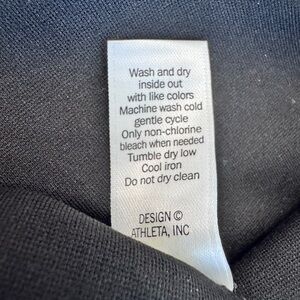 Wash and dry
inside out
with like colors
Machine wash cold
gentle cycle
Only non-chlorine
bleach when needed
Tumble dry low
Cool iron
Do not dry clean
DESIGN ©
ATHLETA, INC